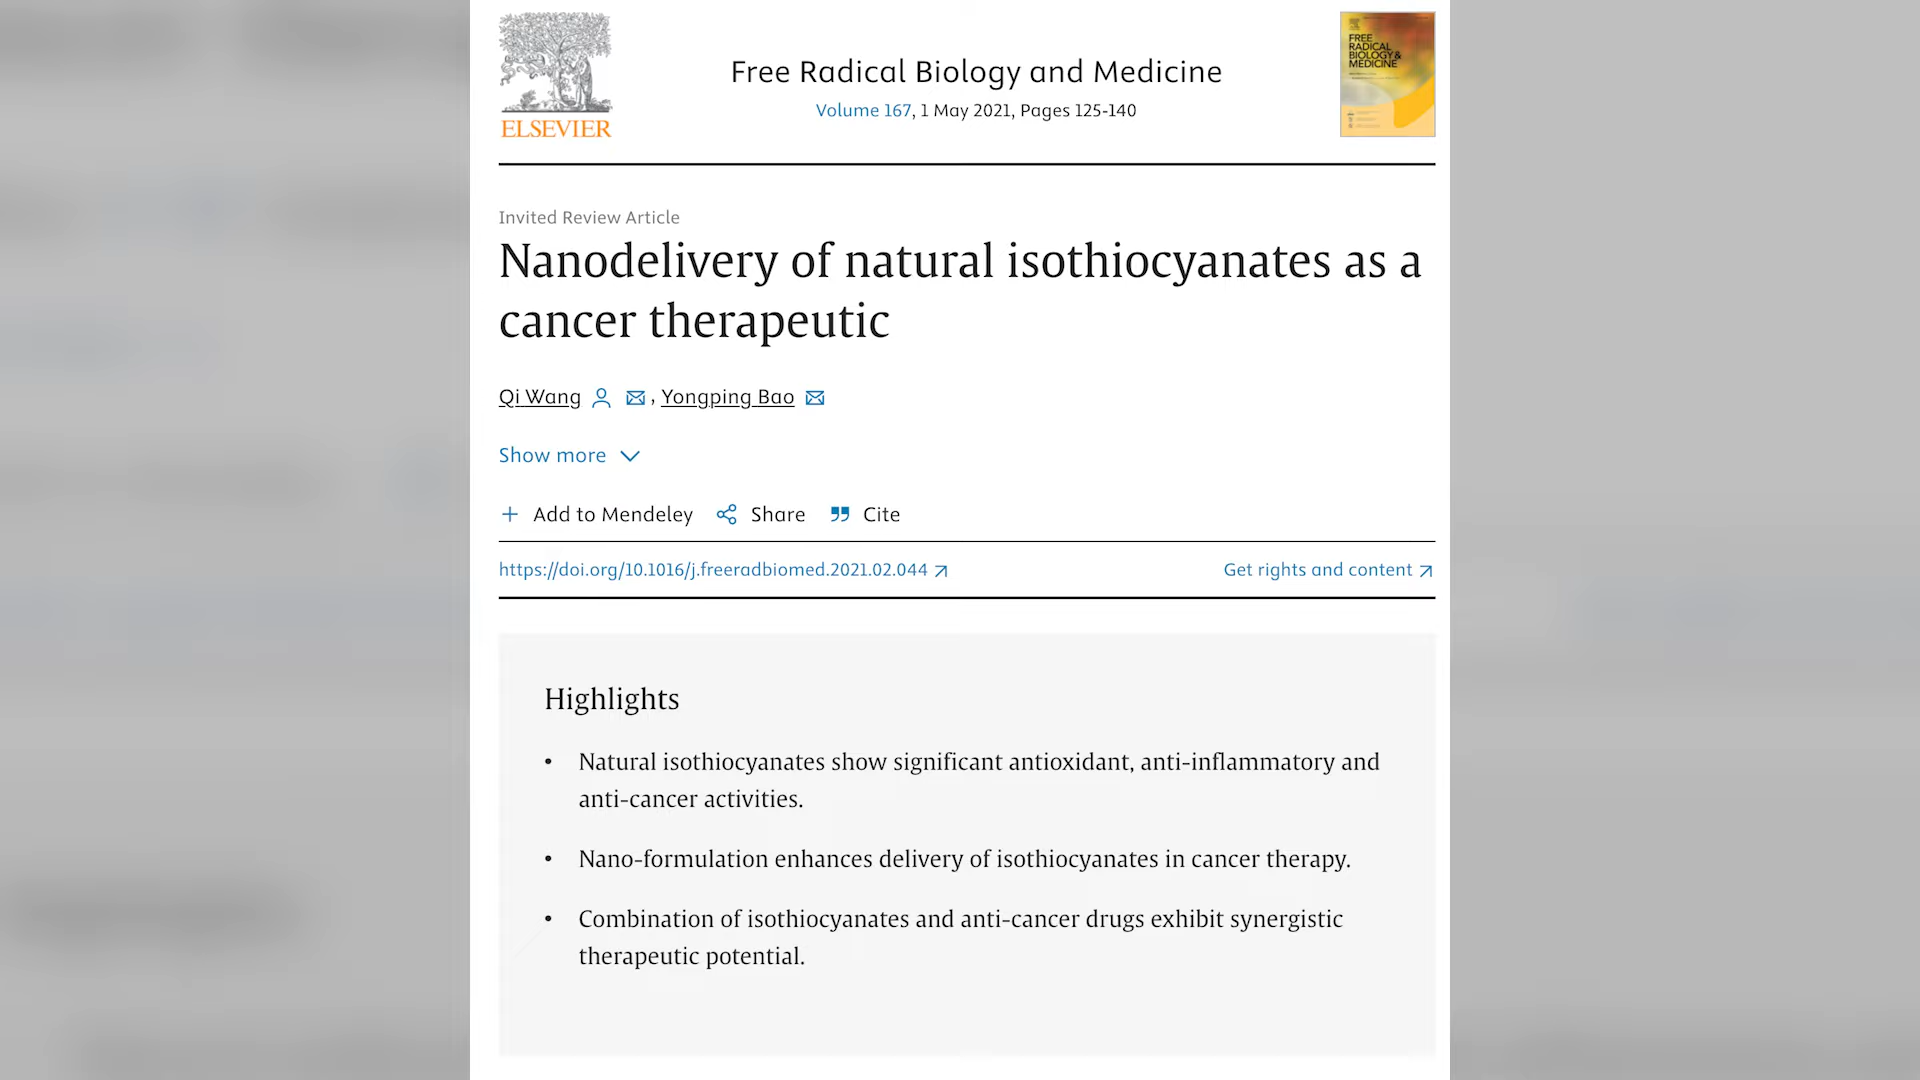 ELSEVIER
Free Radical Biology and Medicine
Volume 167, 1 May 2021, Pages 125-140
FREE
RADICAL
BIOLOGY &
MEDICINE
Invited Review Article
Nanodelivery of natural isothiocyanates as a
cancer therapeutic
Qi Wang , Yongping Bao
Show more
Add to Mendeley Share Cite
https://doi.org/10.1016/j.freeradbiomed.2021.02.044 Get rights and content
Highlights
• Natural isothiocyanates show significant antioxidant, anti-inflammatory and
anti-cancer activities.
• Nano-formulation enhances delivery of isothiocyanates in cancer therapy.
• Combination of isothiocyanates and anti-cancer drugs exhibit synergistic
therapeutic potential.